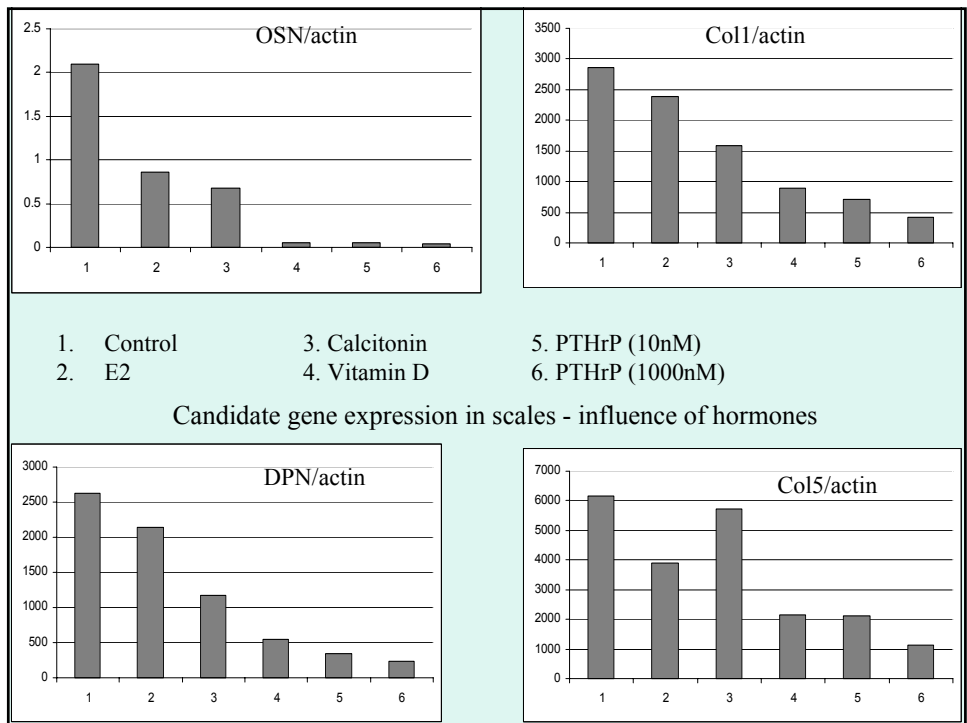 OSN/actin
2.5
2
1.5
1
0.5
0
1 2 3 4 5 6
Col1/actin
3500
3000
2500
2000
1500
1000
500
0
1 2 3 4 5 6
1. Control 3. Calcitonin 5. PTHrP (10nM)
2. E2 4. Vitamin D 6. PTHrP (1000nM)
Candidate gene expression in scales - influence of hormones
DPN/actin
3000
2500
2000
1500
1000
500
0
1 2 3 4 5 6
Col5/actin
7000
6000
5000
4000
3000
2000
1000
0
1 2 3 4 5 6